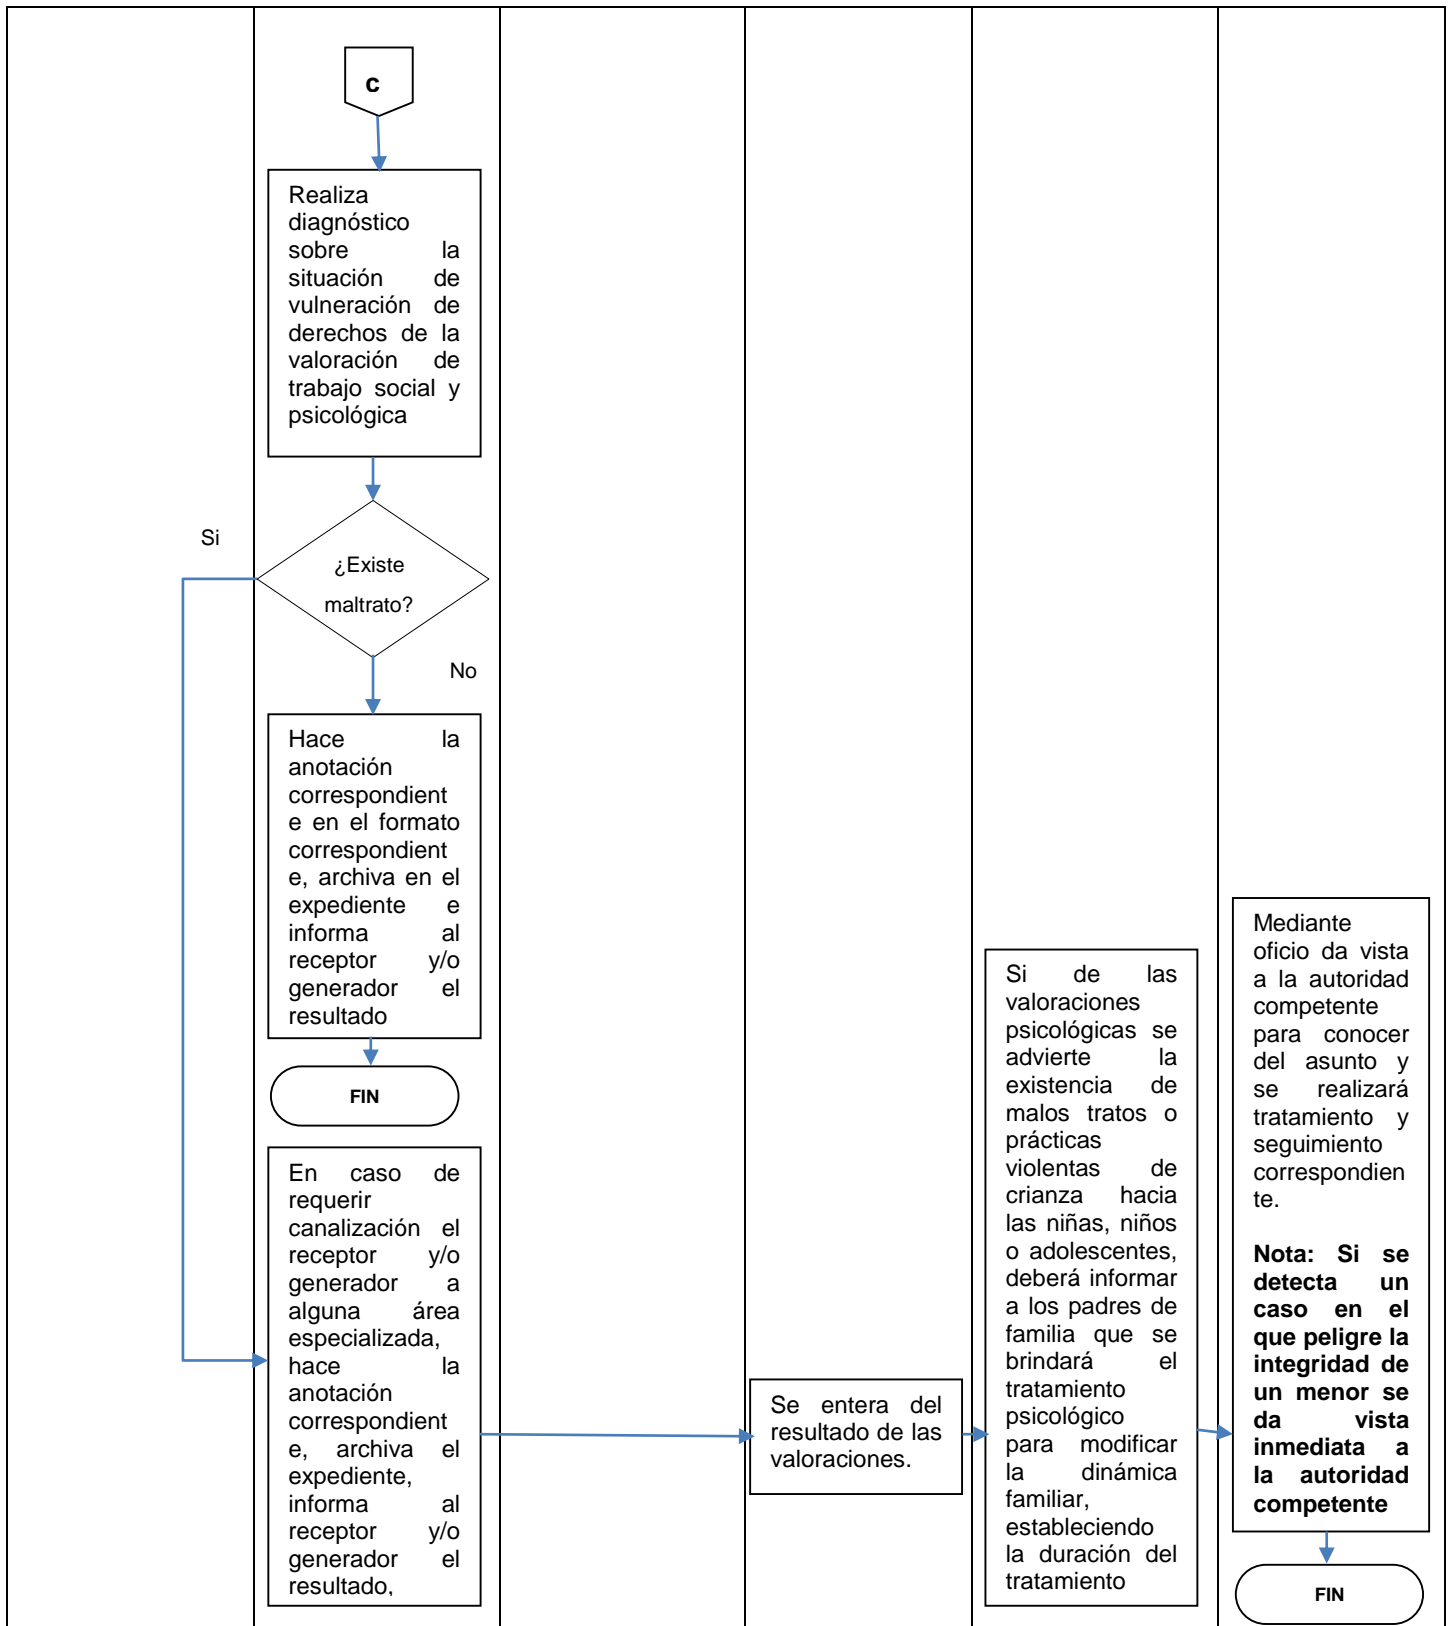 c
Realiza
diagnóstico
sobre la
situación de
vulneración de
derechos de la
valoración de
trabajo social y
psicológica
Si
¿Existe
maltrato?
No
Hace la
anotación
correspondient
e en el formato
correspondient
e, archiva en el
expediente e
informa al
receptor y/o
generador el
resultado
FIN
En caso de
requerir
canalización el
receptor y/o
generador a
alguna área
especializada,
hace la
anotación
correspondient
e, archiva el
expediente,
informa al
receptor y/o
generador el
resultado,
Se entera del
resultado de las
valoraciones.
Si de las
valoraciones
psicológicas se
advierte la
existencia de
malos tratos o
prácticas
violentas de
crianza hacia
las niñas, niños
o adolescentes,
deberá informar
a los padres de
familia que se
brindará el
tratamiento
psicológico
para modificar
la dinámica
familiar,
estableciendo
la duración del
tratamiento
Mediante
oficio da vista
a la autoridad
competente
para conocer
del asunto y
se realizará
tratamiento y
seguimiento
correspondien
te.
Nota: Si se
detecta un
caso en el
que peligre la
integridad de
un menor se
da vista
inmediata a
la autoridad
competente
FIN